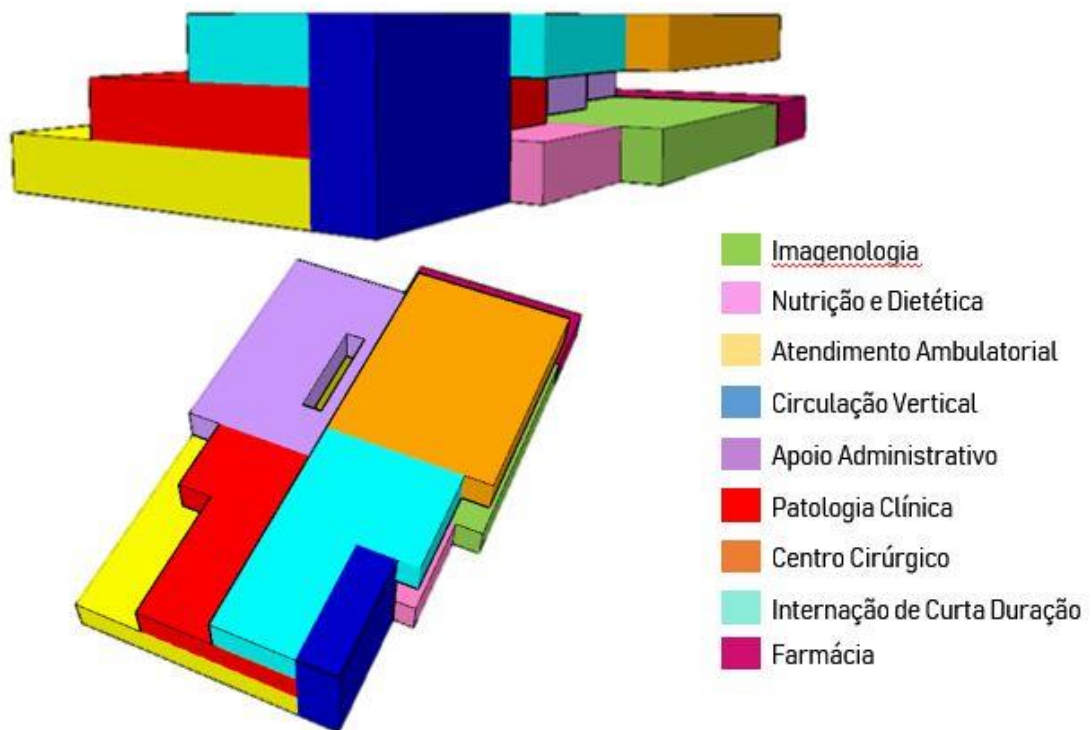 Imagenologia
Nutrição e Dietética
Atendimento Ambulatorial
Circulação Vertical
Apoio Administrativo
Patologia Clínica
Centro Cirúrgico
Internação de Curta Duração
Farmácia